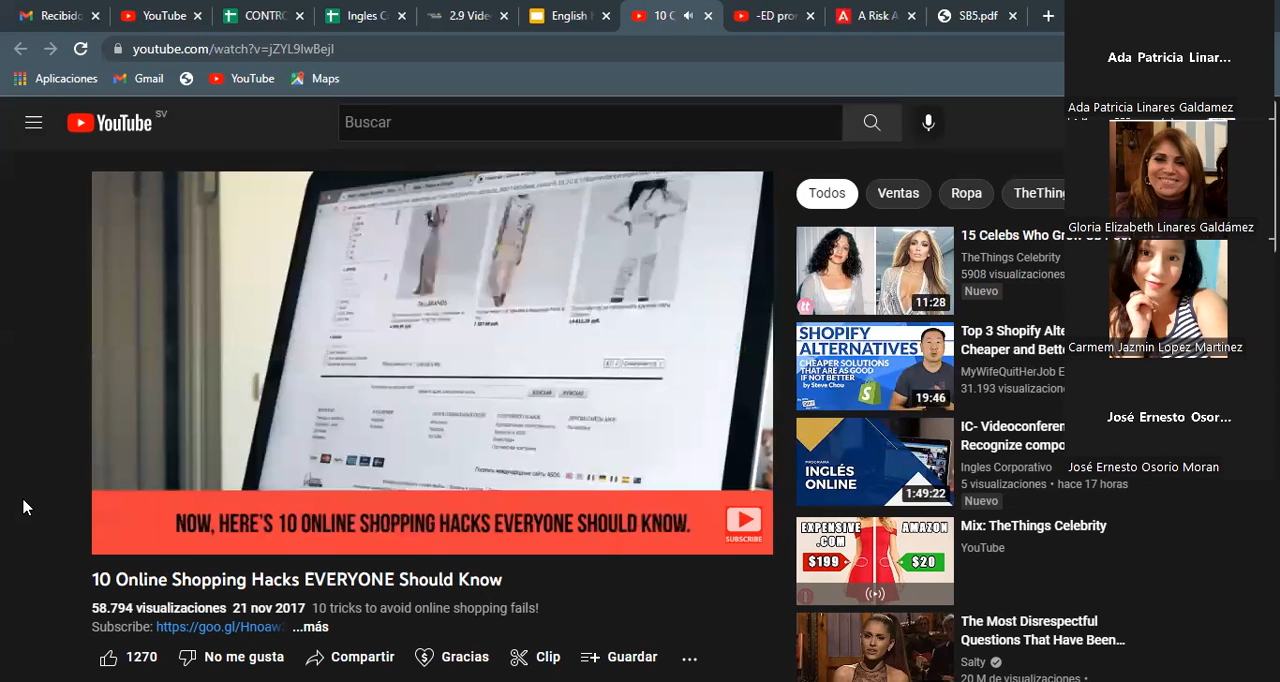 Recibido
YouTube
CONTRO
Ingles C
2.9 Vide
English
10 C
-ED pro
A Risk A
SB5.pdf
youtube.com/watch?v=jZYL9IwBejI
Aplicaciones
Gmail
YouTube
Maps
YouTube SV
Buscar
NOW, HERE'S 10 ONLINE SHOPPING HACKS EVERYONE SHOULD KNOW.
SUBSCRIBE
10 Online Shopping Hacks EVERYONE Should Know
58.794 visualizaciones 21 nov 2017 10 tricks to avoid online shopping fails!
Subscribe: https://goo.gl/Hnoaw ...más
1270
No me gusta
Compartir
Gracias
Clip
Guardar
Todos
Ventas
Ropa
TheThing
11:28
15 Celebs Who Gr
TheThings Celebrity
5908 visualizaciones
Nuevo
SHOPIFY
ALTERNATIVES
CHEAPER SOLUTIONS
THAT ARE AS GOOD
IF NOT BETTER
by Steve Chou
19:46
Top 3 Shopify Alte
Cheaper and Bette
MyWifeQuitHerJob E
31.193 visualizacion
PROGRAMA
INGLÉS
ONLINE
1:49:22
IC- Videoconferen
Recognize compo
Ingles Corporativo
5 visualizaciones • hace 17 horas
Nuevo
EXPENSIVE
.COM
$199
AMAZON
$20
Mix: TheThings Celebrity
YouTube
The Most Disrespectful
Questions That Have Been...
Salty
20 M de visualizaciones •
Ada Patricia Linar...
Ada Patricia Linares Galdamez
Gloria Elizabeth Linares Galdámez
Carmem Jazmin Lopez Martinez
José Ernesto Osor...
José Ernesto Osorio Moran